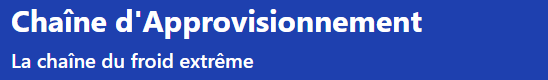 Chaîne d'Approvisionnement
La chaîne du froid extrême